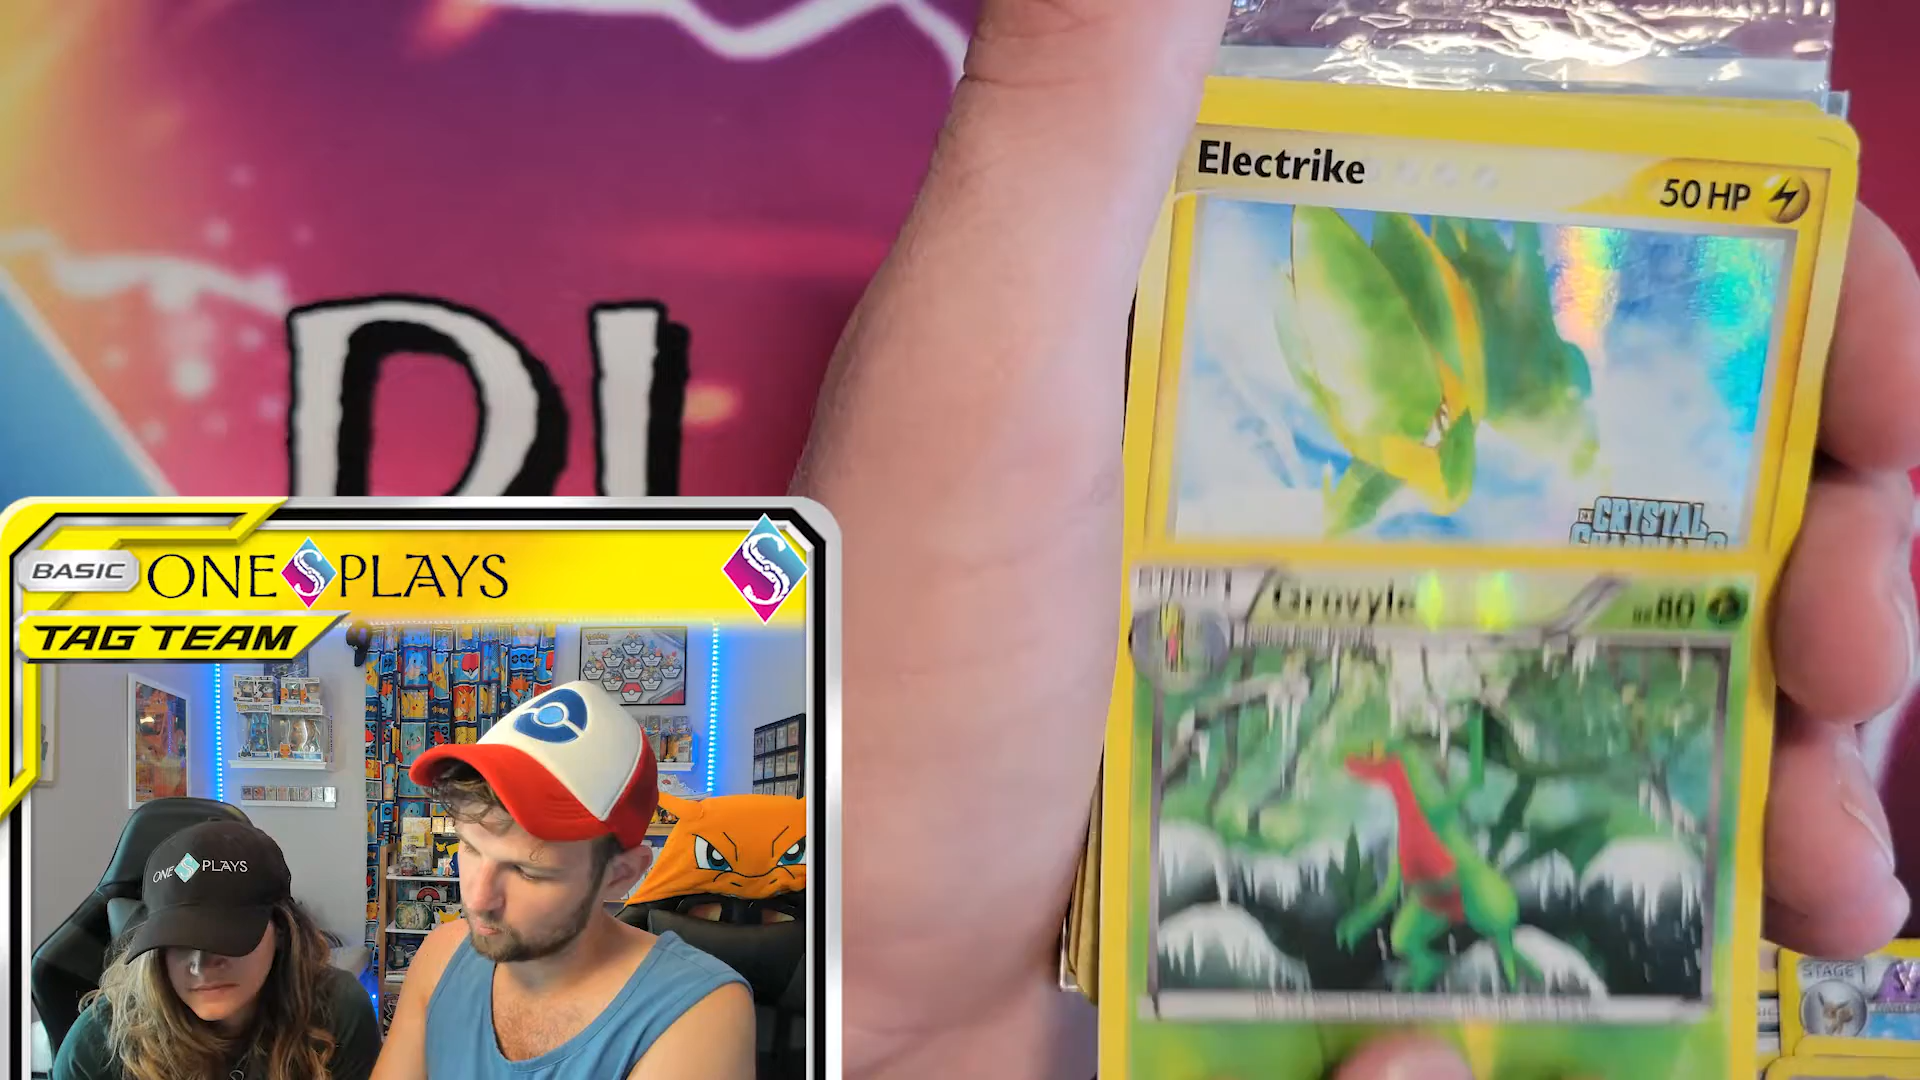 Electrike
50 HP
CRYSTAL
Grovyle
80
BASIC
ONE S PLAYS
S
TAG TEAM
ONE S PLAYS
STAGE 1